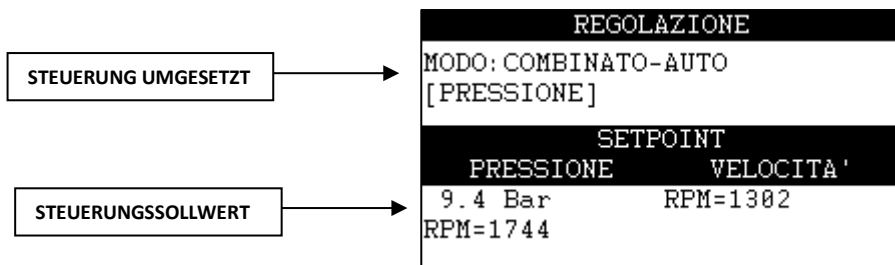 REGOLAZIONE
STEUERUNG UMGESETZT
MODO:COMBINATO-AUTO
[PRESSIONE]
SETPOINT
PRESSIONE VELOCITA'
STEUERUNGSSOLLWERT
9.4 Bar RPM=1302
RPM=1744